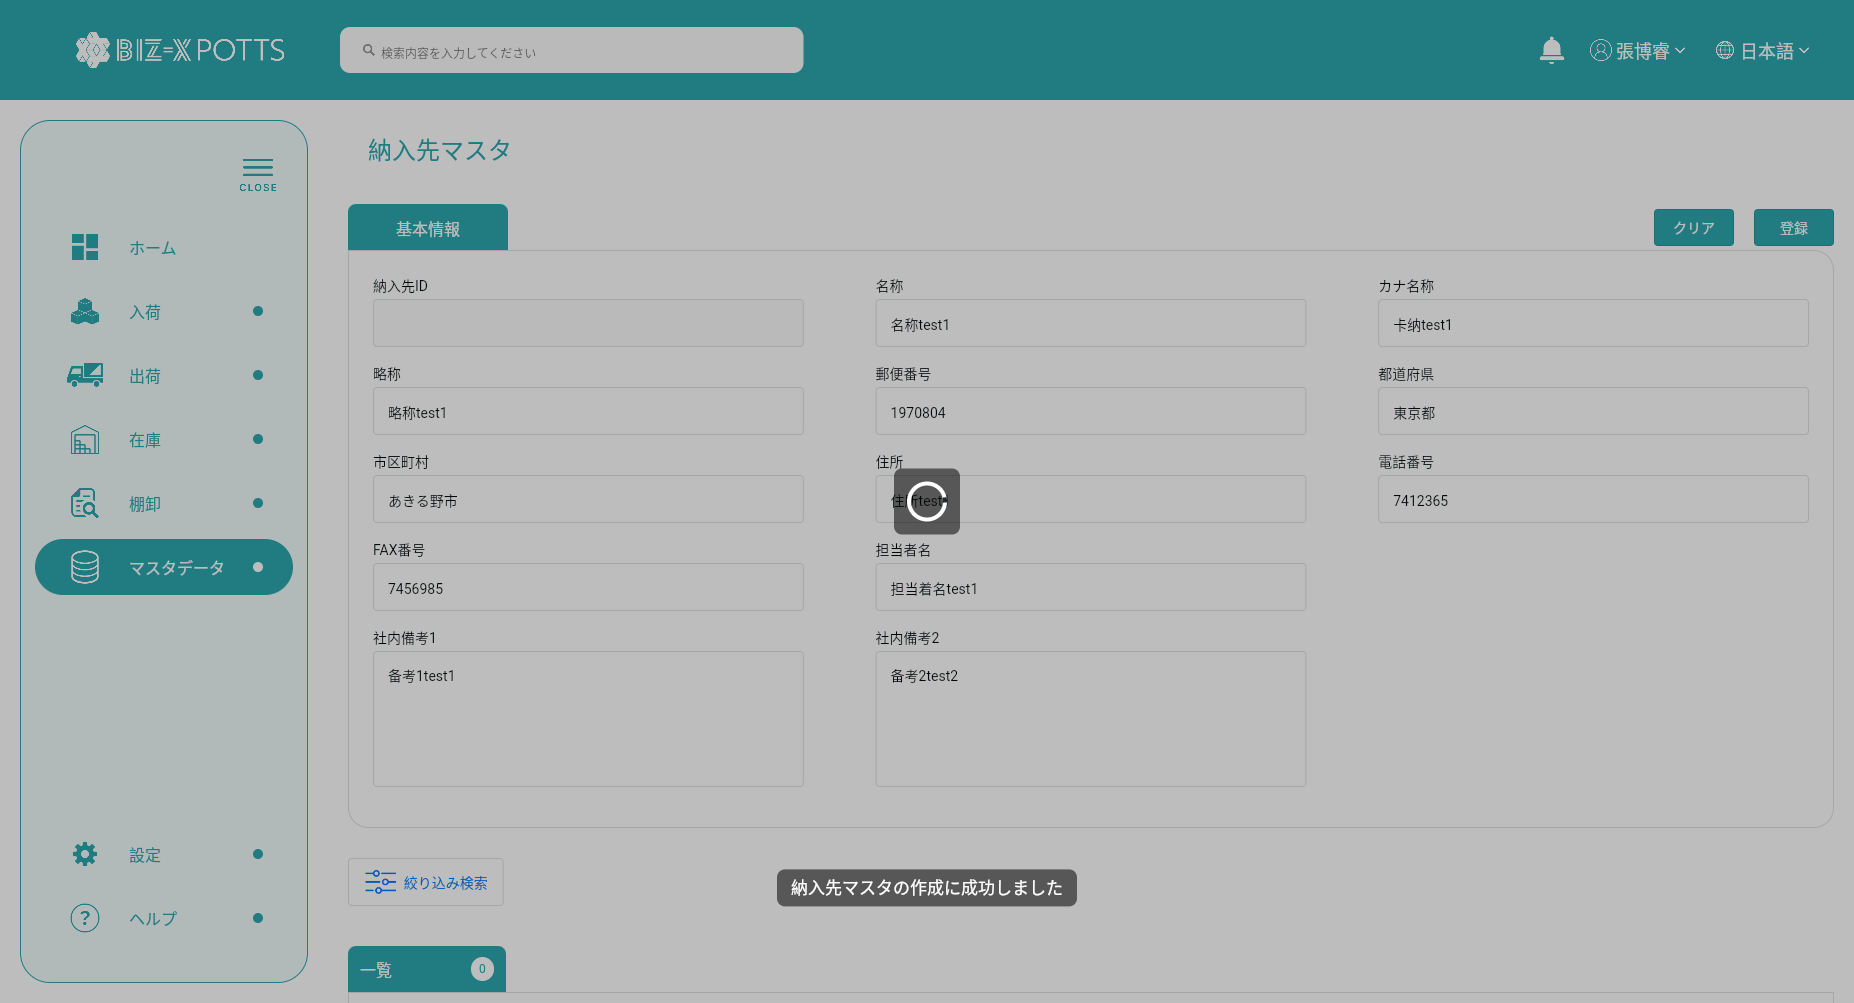 BIZ=X POTTS
検索内容を入力してください
張博睿
日本語
CLOSE
ホーム
入荷
出荷
在庫
棚卸
マスタデータ
設定
ヘルプ
納入先マスタ
基本情報
クリア
登録
納入先ID
名称
名称test1
カナ名称
卡纳test1
略称
略称test1
郵便番号
1970804
都道府県
東京都
市区町村
あきる野市
住所
住所test
電話番号
7412365
FAX番号
7456985
担当者名
担当着名test1
社内備考1
备考1test1
社内備考2
备考2test2
絞り込み検索
納入先マスタの作成に成功しました
一覧
0